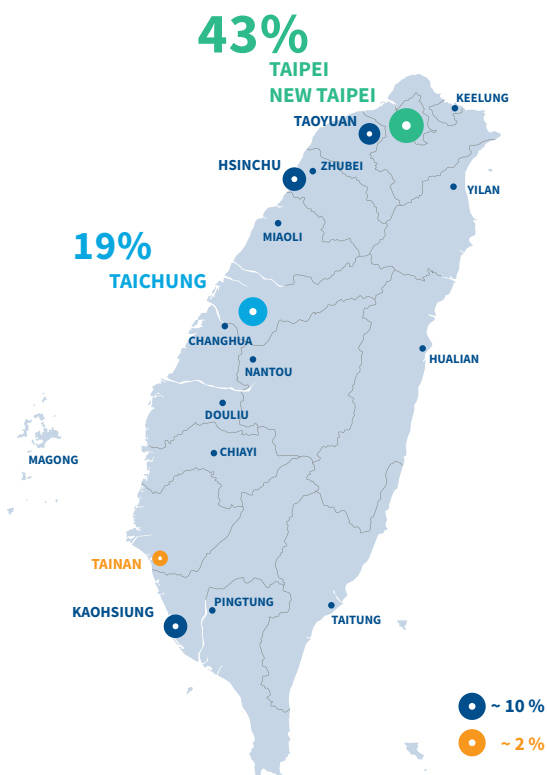 43%
TAIPEI
NEW TAIPEI
KEELUNG
TAOYUAN
HSINCHU
ZHUBEI
YILAN
MIAOLI
19%
TAICHUNG
CHANGHUA
HUALIAN
NANTOU
DOULIU
CHIAYI
MAGONG
TAINAN
PINGTUNG
KAOHSIUNG
TAITUNG
~ 10 %
~ 2 %